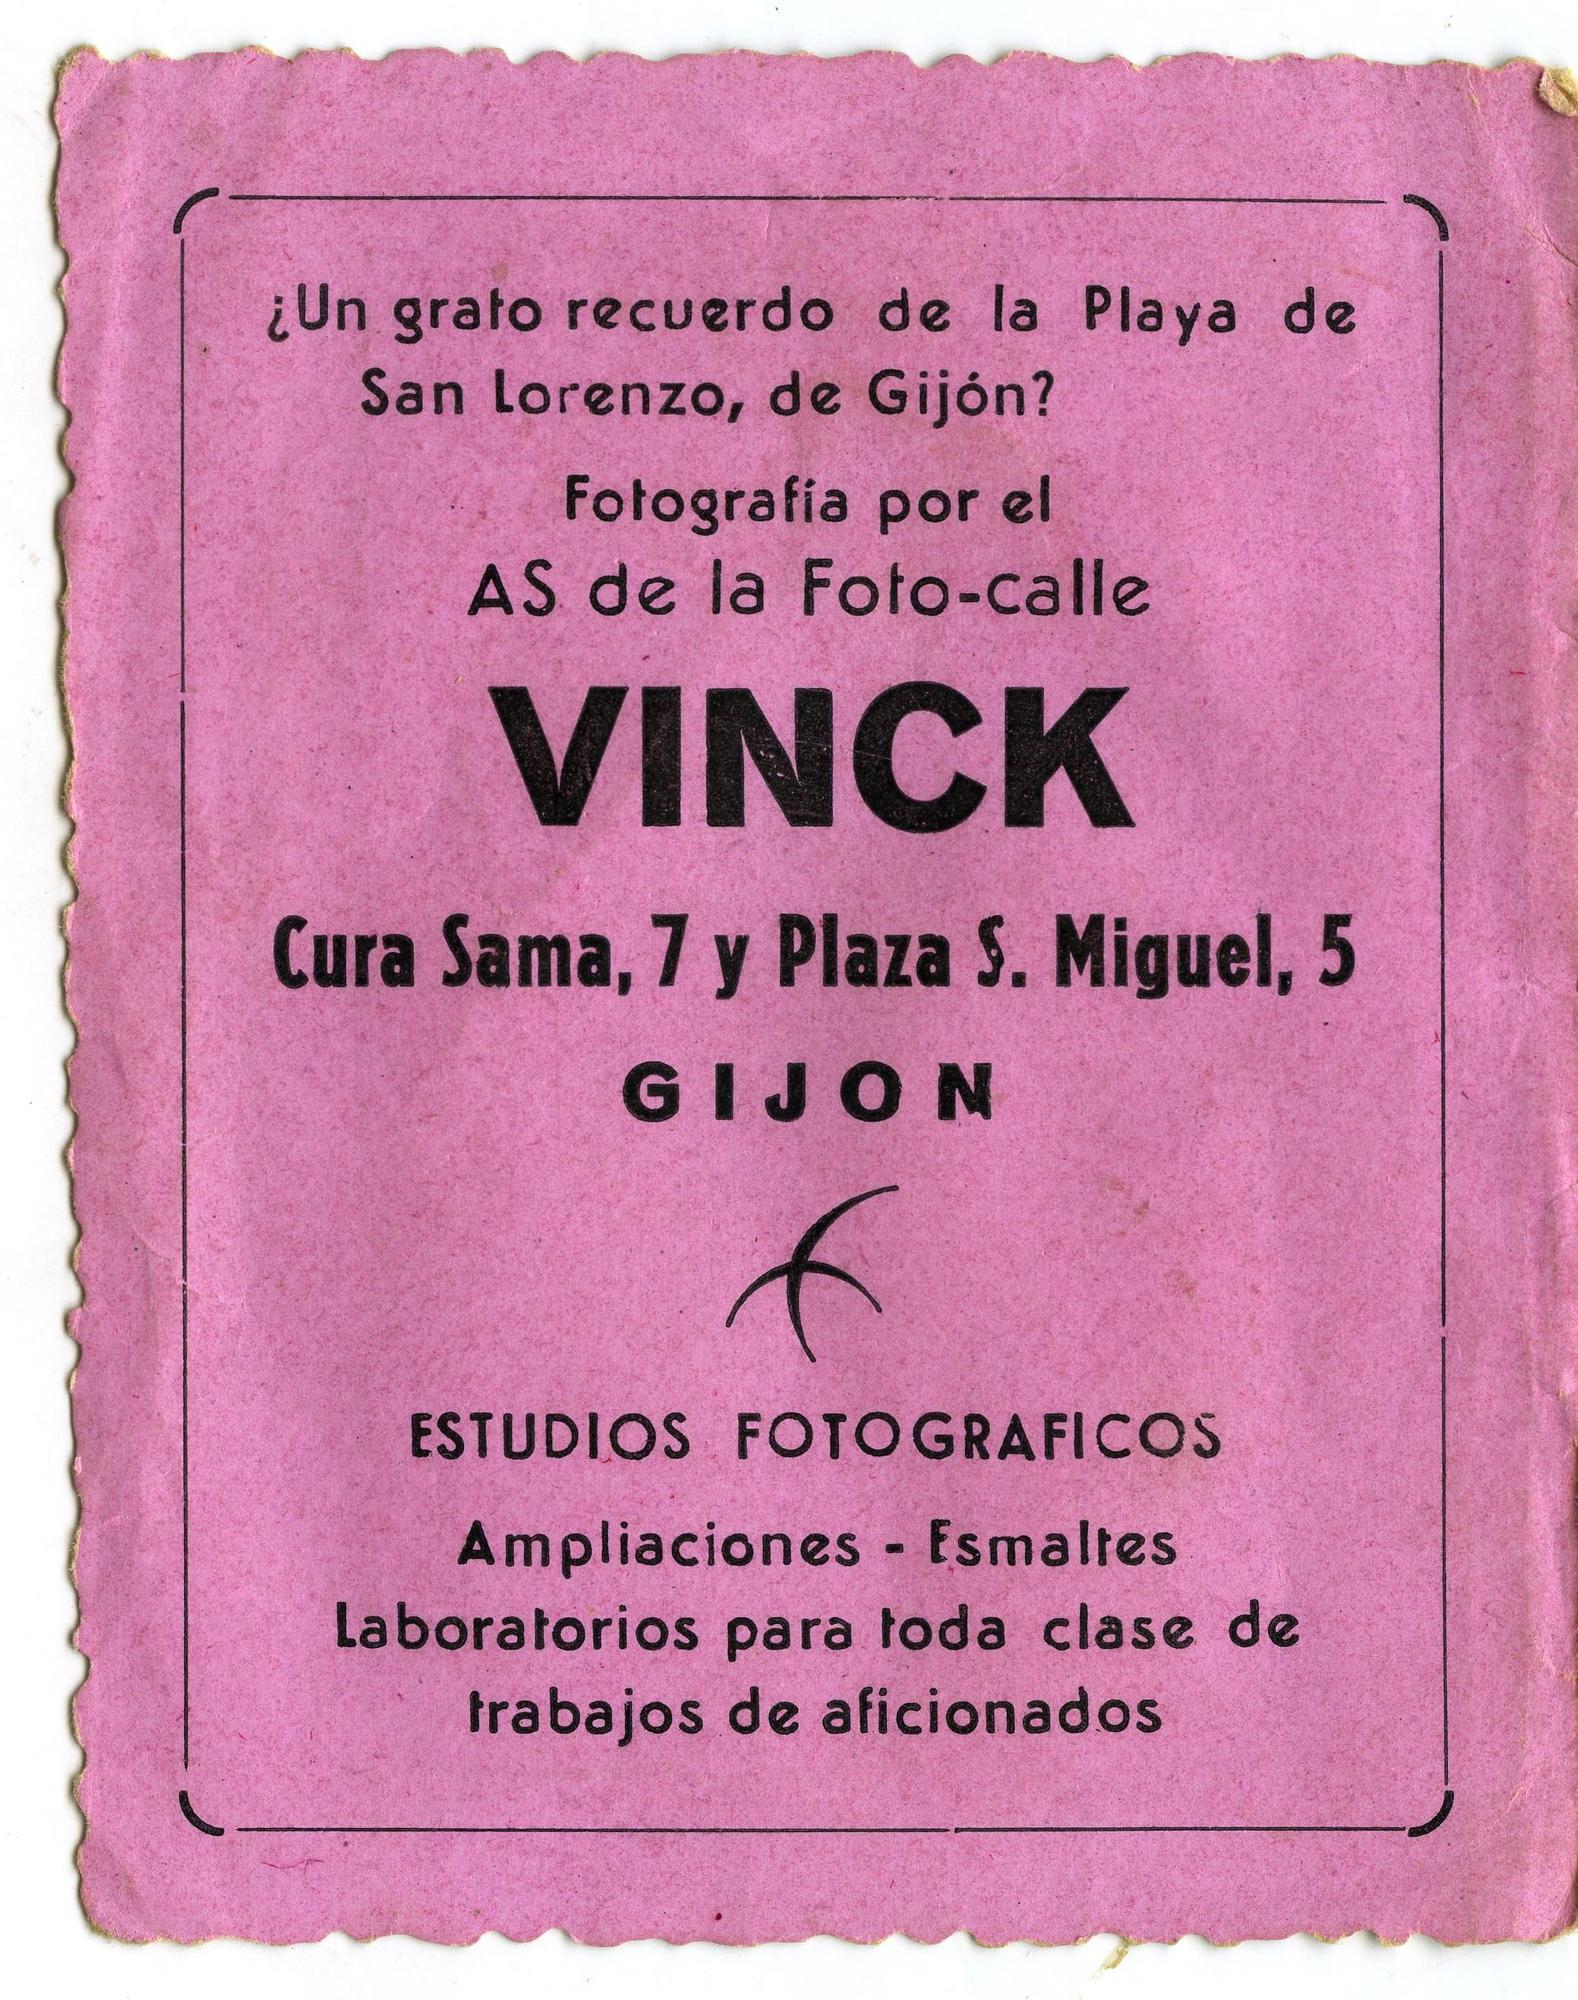 ¿Un grato recuerdo de la Playa de
San Lorenzo, de Gijón?
Fotografía por el
AS de la Foto-calle
VINCK
Cura Sama, 7 y Plaza S. Miguel, 5
GIJON
ESTUDIOS FOTOGRAFICOS
Ampliaciones - Esmaltes
Laboratorios para toda clase de
trabajos de aficionados